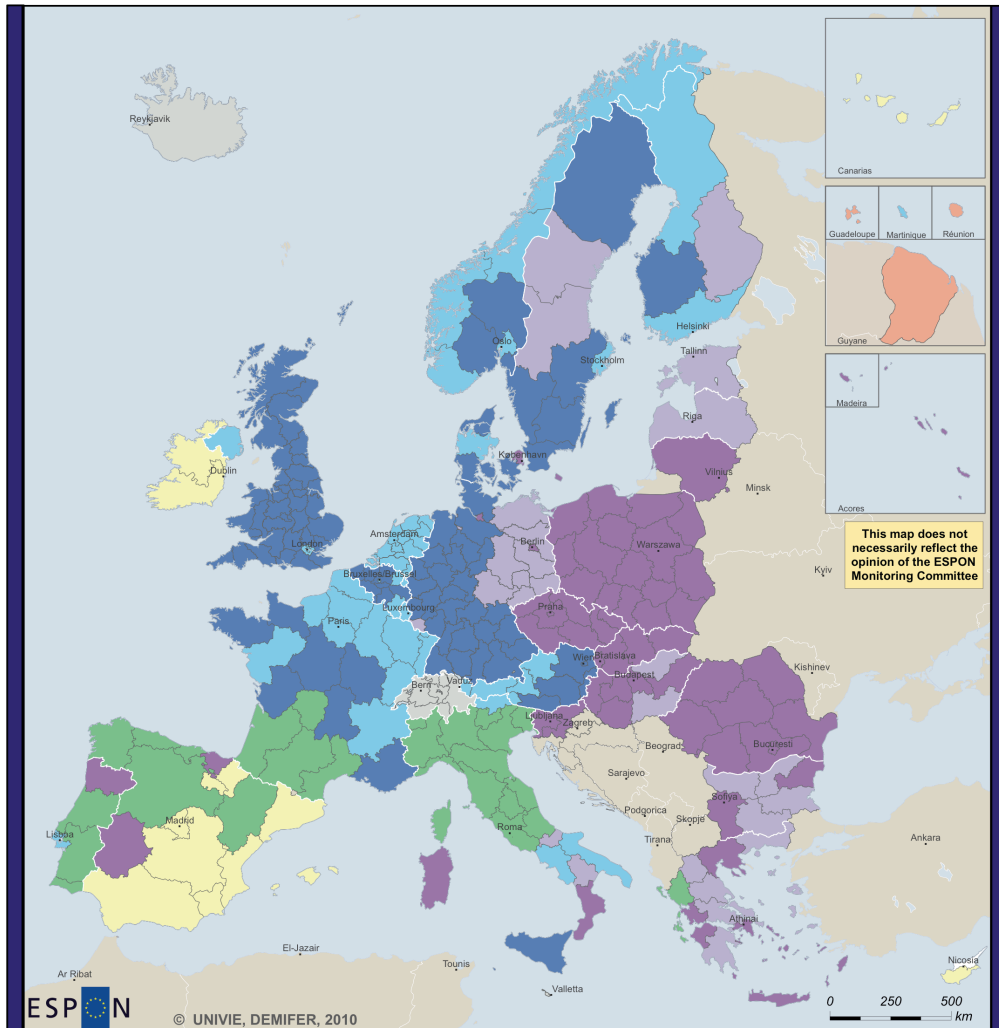 Reykjavik
Canarias
Guadeloupe
Martinique
Réunion
Guyane
Madeira
Acores
Oslo
Helsinki
Stockholm
Tallinn
Riga
København
Vilnius
Minsk
Dublin
London
Amsterdam
Berlin
Warszawa
This map does not
necessarily reflect the
opinion of the ESPON
Monitoring Committee
Bruxelles/Brussel
Kyiv
Luxembourg
Paris
Praha
Wien
Bratislava
Budapest
Kishinev
Bern
Vaduz
Ljubljana
Zagreb
Beograd
Bucuresti
Sarajevo
Sofiya
Podgorica
Skopje
Madrid
Lisboa
Roma
Tirana
Ankara
Athinai
El-Jazair
Tounis
Ar Ribat
Valletta
Nicosia
0 250 500
km
ESPON
© UNIVIE, DEMIFER, 2010